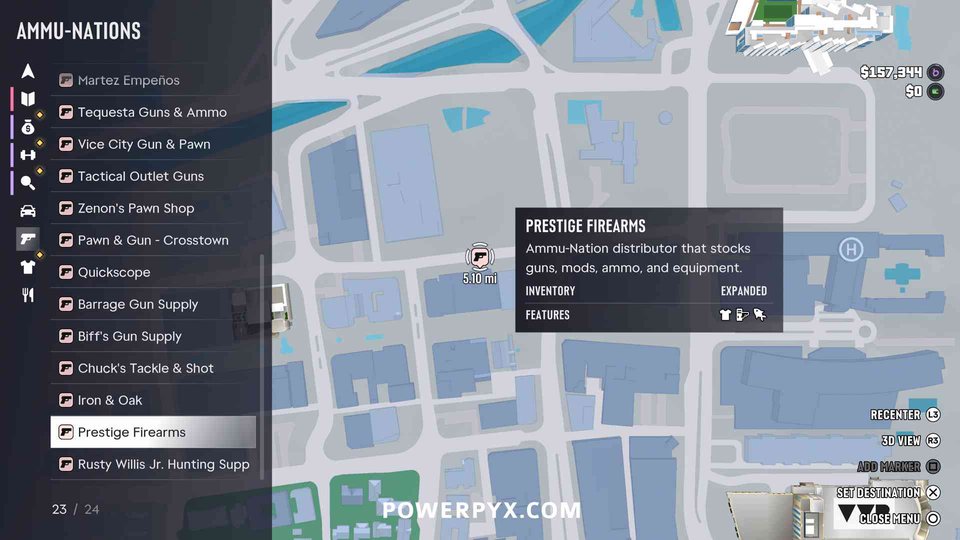 AMMU-NATIONS
Martez Empeños
Tequesta Guns & Ammo
Vice City Gun & Pawn
Tactical Outlet Guns
Zenon's Pawn Shop
Pawn & Gun - Crosstown
Quickscope
Barrage Gun Supply
Biff's Gun Supply
Chuck's Tackle & Shot
Iron & Oak
Prestige Firearms
Rusty Willis Jr. Hunting Supp
23 / 24
$157,344
$0
5.10 mi
PRESTIGE FIREARMS
Ammu-Nation distributor that stocks
guns, mods, ammo, and equipment.
INVENTORY EXPANDED
FEATURES
H
RECENTER L3
3D VIEW R3
ADD MARKER
SET DESTINATION
CLOSE MENU
POWERPYX.COM